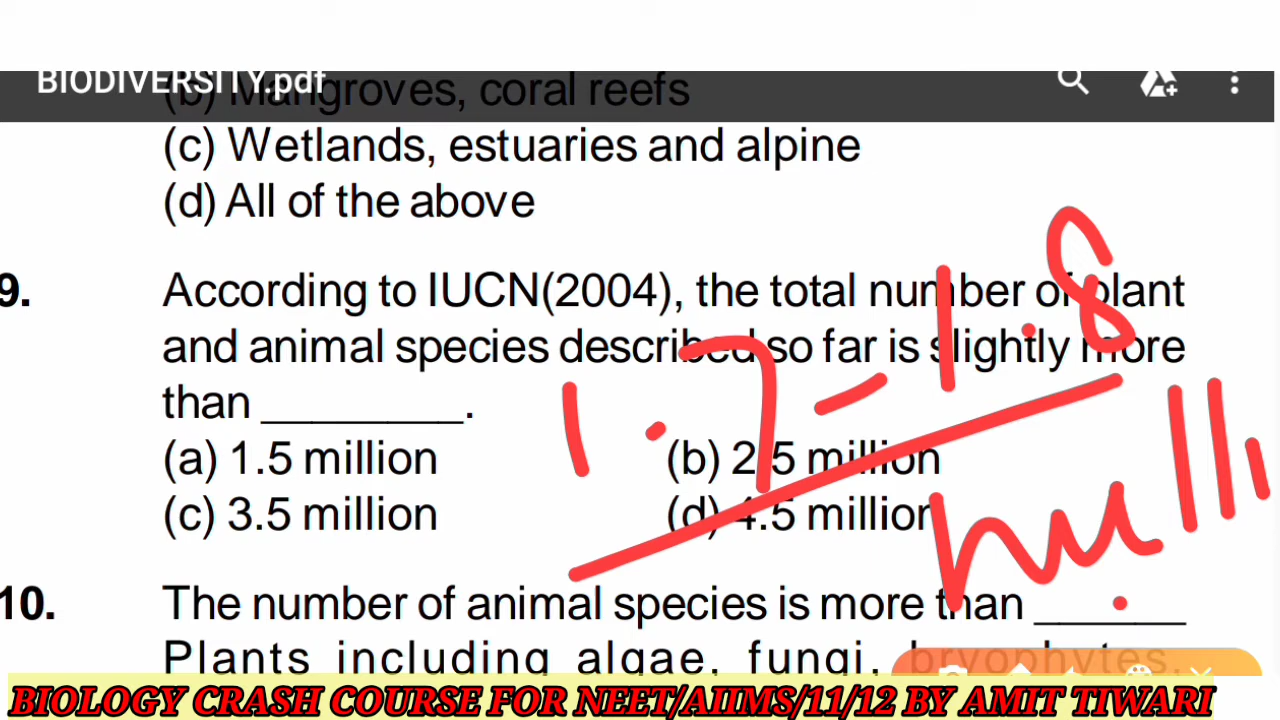 BIODIVERSITY.pdf
(b) Mangroves, coral reefs
(c) Wetlands, estuaries and alpine
(d) All of the above
9. According to IUCN(2004), the total number of plant
and animal species described so far is slightly more
than ________.
(a) 1.5 million (b) 2.5 million
(c) 3.5 million (d) 4.5 million
1.7-1.8
mill
10. The number of animal species is more than ______
Plants including algae, fungi, bryophytes,
BIOLOGY CRASH COURSE FOR NEET/AIIMS/11/12 BY AMIT TIWARI